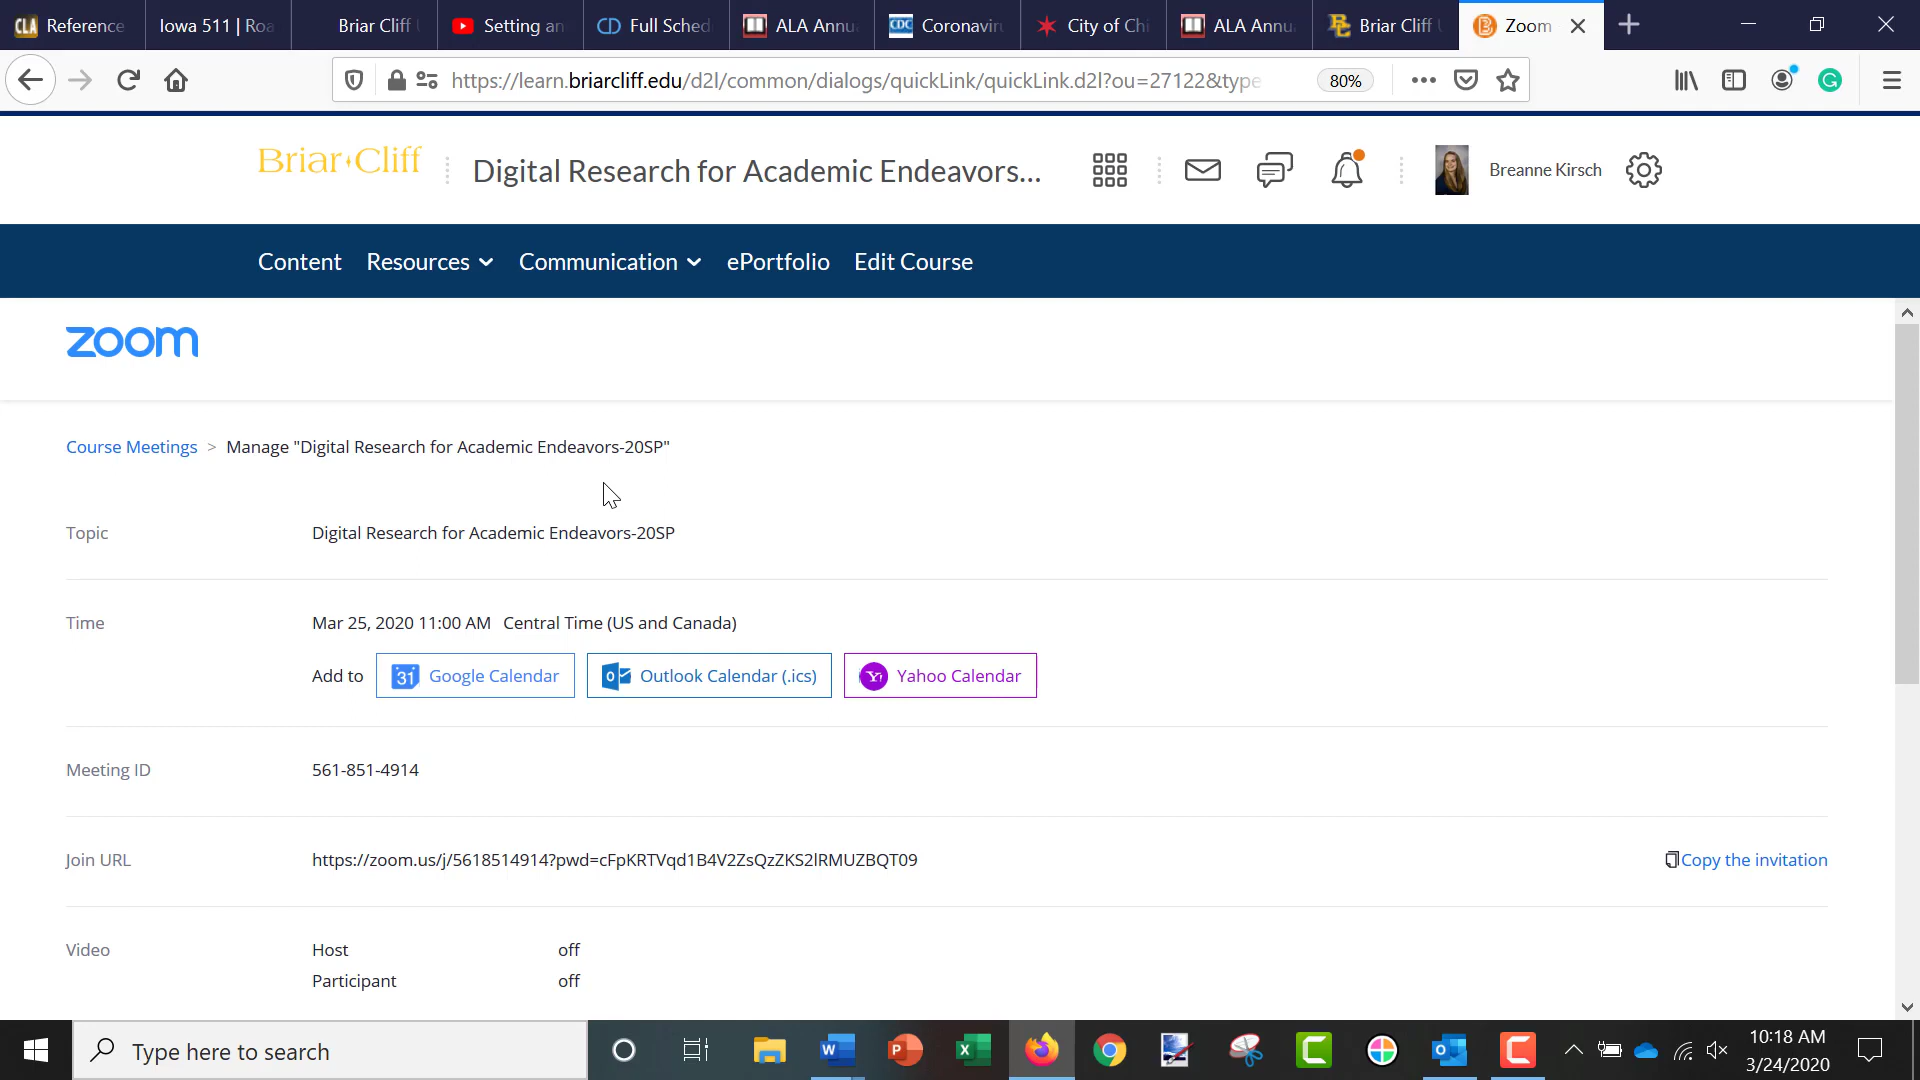 Reference
Iowa 511 | Roa
Briar Cliff
Setting an
Full Sched
ALA Annu
Coronaviru
City of Chi
ALA Annu
Briar Cliff
Zoom
https://learn.briarcliff.edu/d2l/common/dialogs/quickLink/quickLink.d2l?ou=27122&type
80%
Briar Cliff
Digital Research for Academic Endeavors...
Breanne Kirsch
Content
Resources
Communication
ePortfolio
Edit Course
zoom
Course Meetings > Manage "Digital Research for Academic Endeavors-20SP"
Topic
Digital Research for Academic Endeavors-20SP
Time
Mar 25, 2020 11:00 AM Central Time (US and Canada)
Add to
Google Calendar
Outlook Calendar (.ics)
Yahoo Calendar
Meeting ID
561-851-4914
Join URL
https://zoom.us/j/5618514914?pwd=cFpKRTVqd1B4V2ZsQzZKS2lRMUZBQT09
Copy the invitation
Video
Host off
Participant off
Type here to search
10:18 AM
3/24/2020